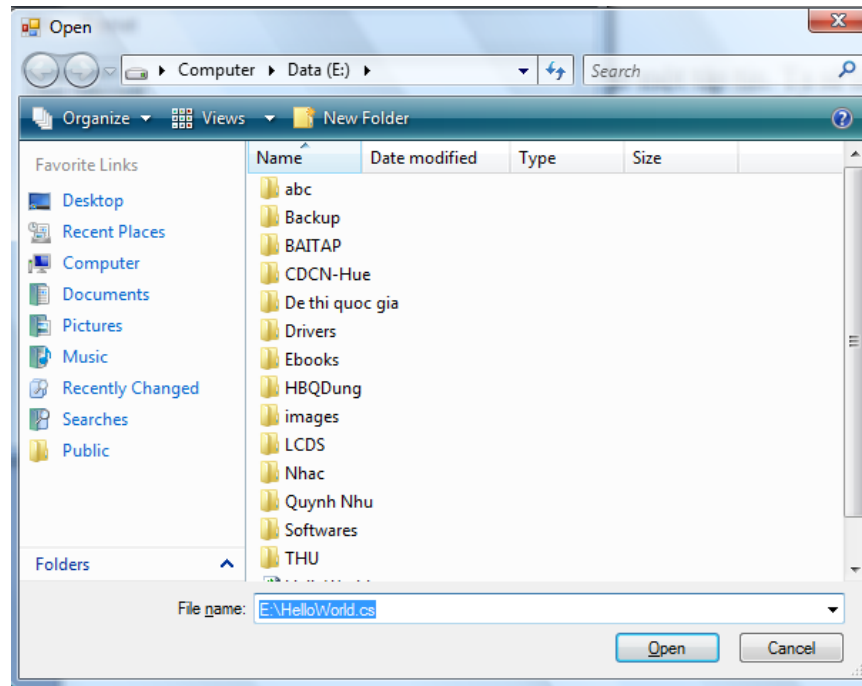 Open
Computer Data (E:) Search
Organize Views New Folder
Favorite Links
Desktop
Recent Places
Computer
Documents
Pictures
Music
Recently Changed
Searches
Public
Folders
Name Date modified Type Size
abc
Backup
BAITAP
CDCN-Hue
De thi quoc gia
Drivers
Ebooks
HBQDung
images
LCDS
Nhac
Quynh Nhu
Softwares
THU
File name: E:\HelloWorld.cs
Open Cancel